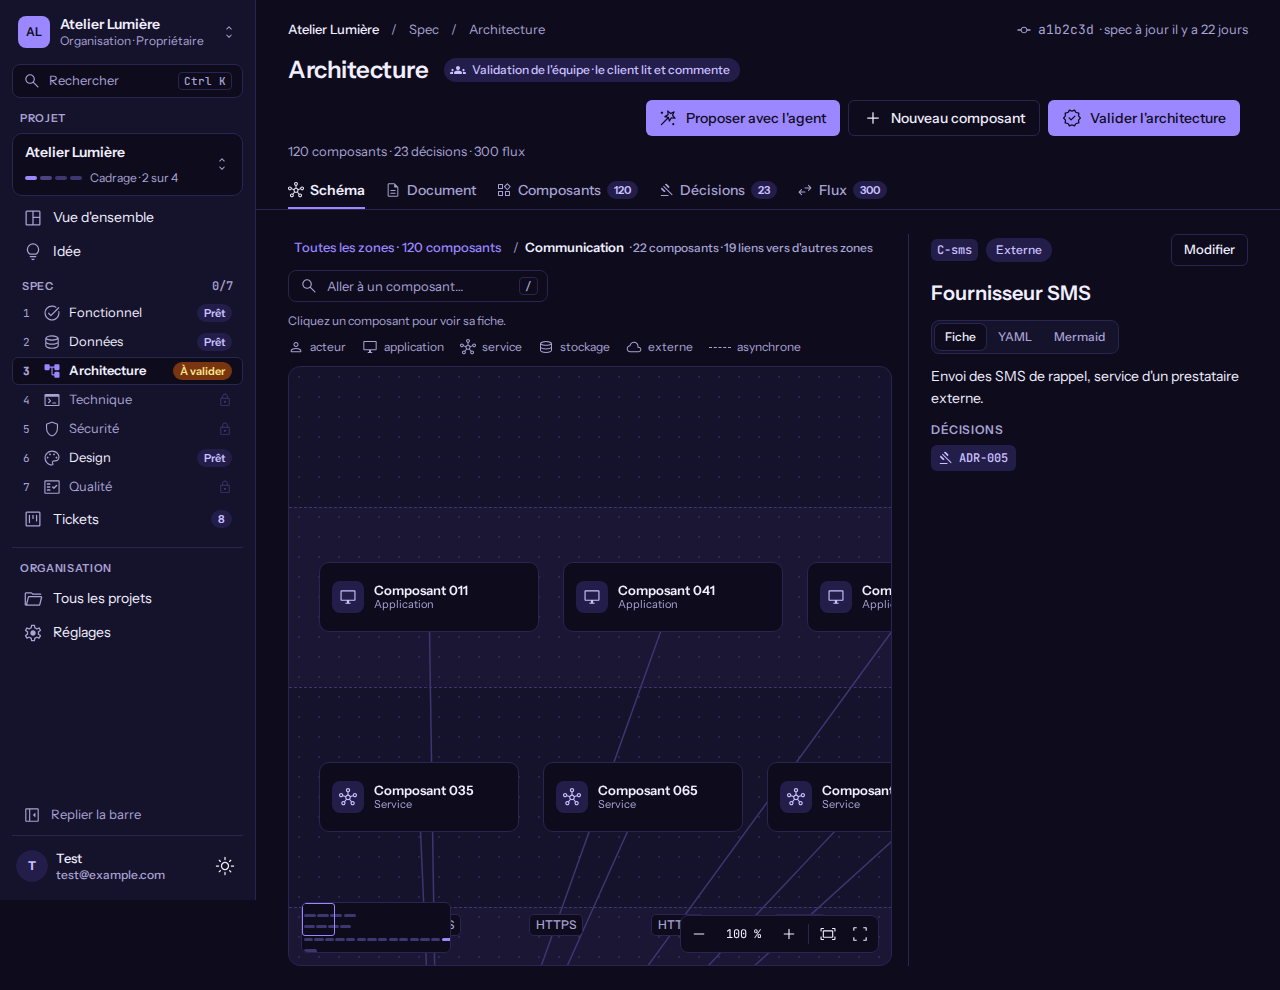 AL
Atelier Lumière
Organisation · Propriétaire
Rechercher
Ctrl K
PROJET
Atelier Lumière
Cadrage · 2 sur 4
Vue d'ensemble
Idée
SPEC 0/7
1 Fonctionnel Prêt
2 Données Prêt
3 Architecture À valider
4 Technique
5 Sécurité
6 Design Prêt
7 Qualité
Tickets 8
ORGANISATION
Tous les projets
Réglages
Replier la barre
T
Test
test@example.com
Atelier Lumière / Spec / Architecture
a1b2c3d · spec à jour il y a 22 jours
Architecture
Validation de l'équipe · le client lit et commente
Proposer avec l'agent
Nouveau composant
Valider l'architecture
120 composants · 23 décisions · 300 flux
Schéma
Document
Composants 120
Décisions 23
Flux 300
Toutes les zones · 120 composants / Communication · 22 composants · 19 liens vers d'autres zones
Aller à un composant… /
Cliquez un composant pour voir sa fiche.
acteur
application
service
stockage
externe
asynchrone
Composant 011
Application
Composant 041
Application
Com
Appli
Composant 035
Service
Composant 065
Service
Composant
Service
S
HTTPS
HTT
100 %
C-sms
Externe
Modifier
Fournisseur SMS
Fiche
YAML
Mermaid
Envoi des SMS de rappel, service d'un prestataire
externe.
DÉCISIONS
ADR-005